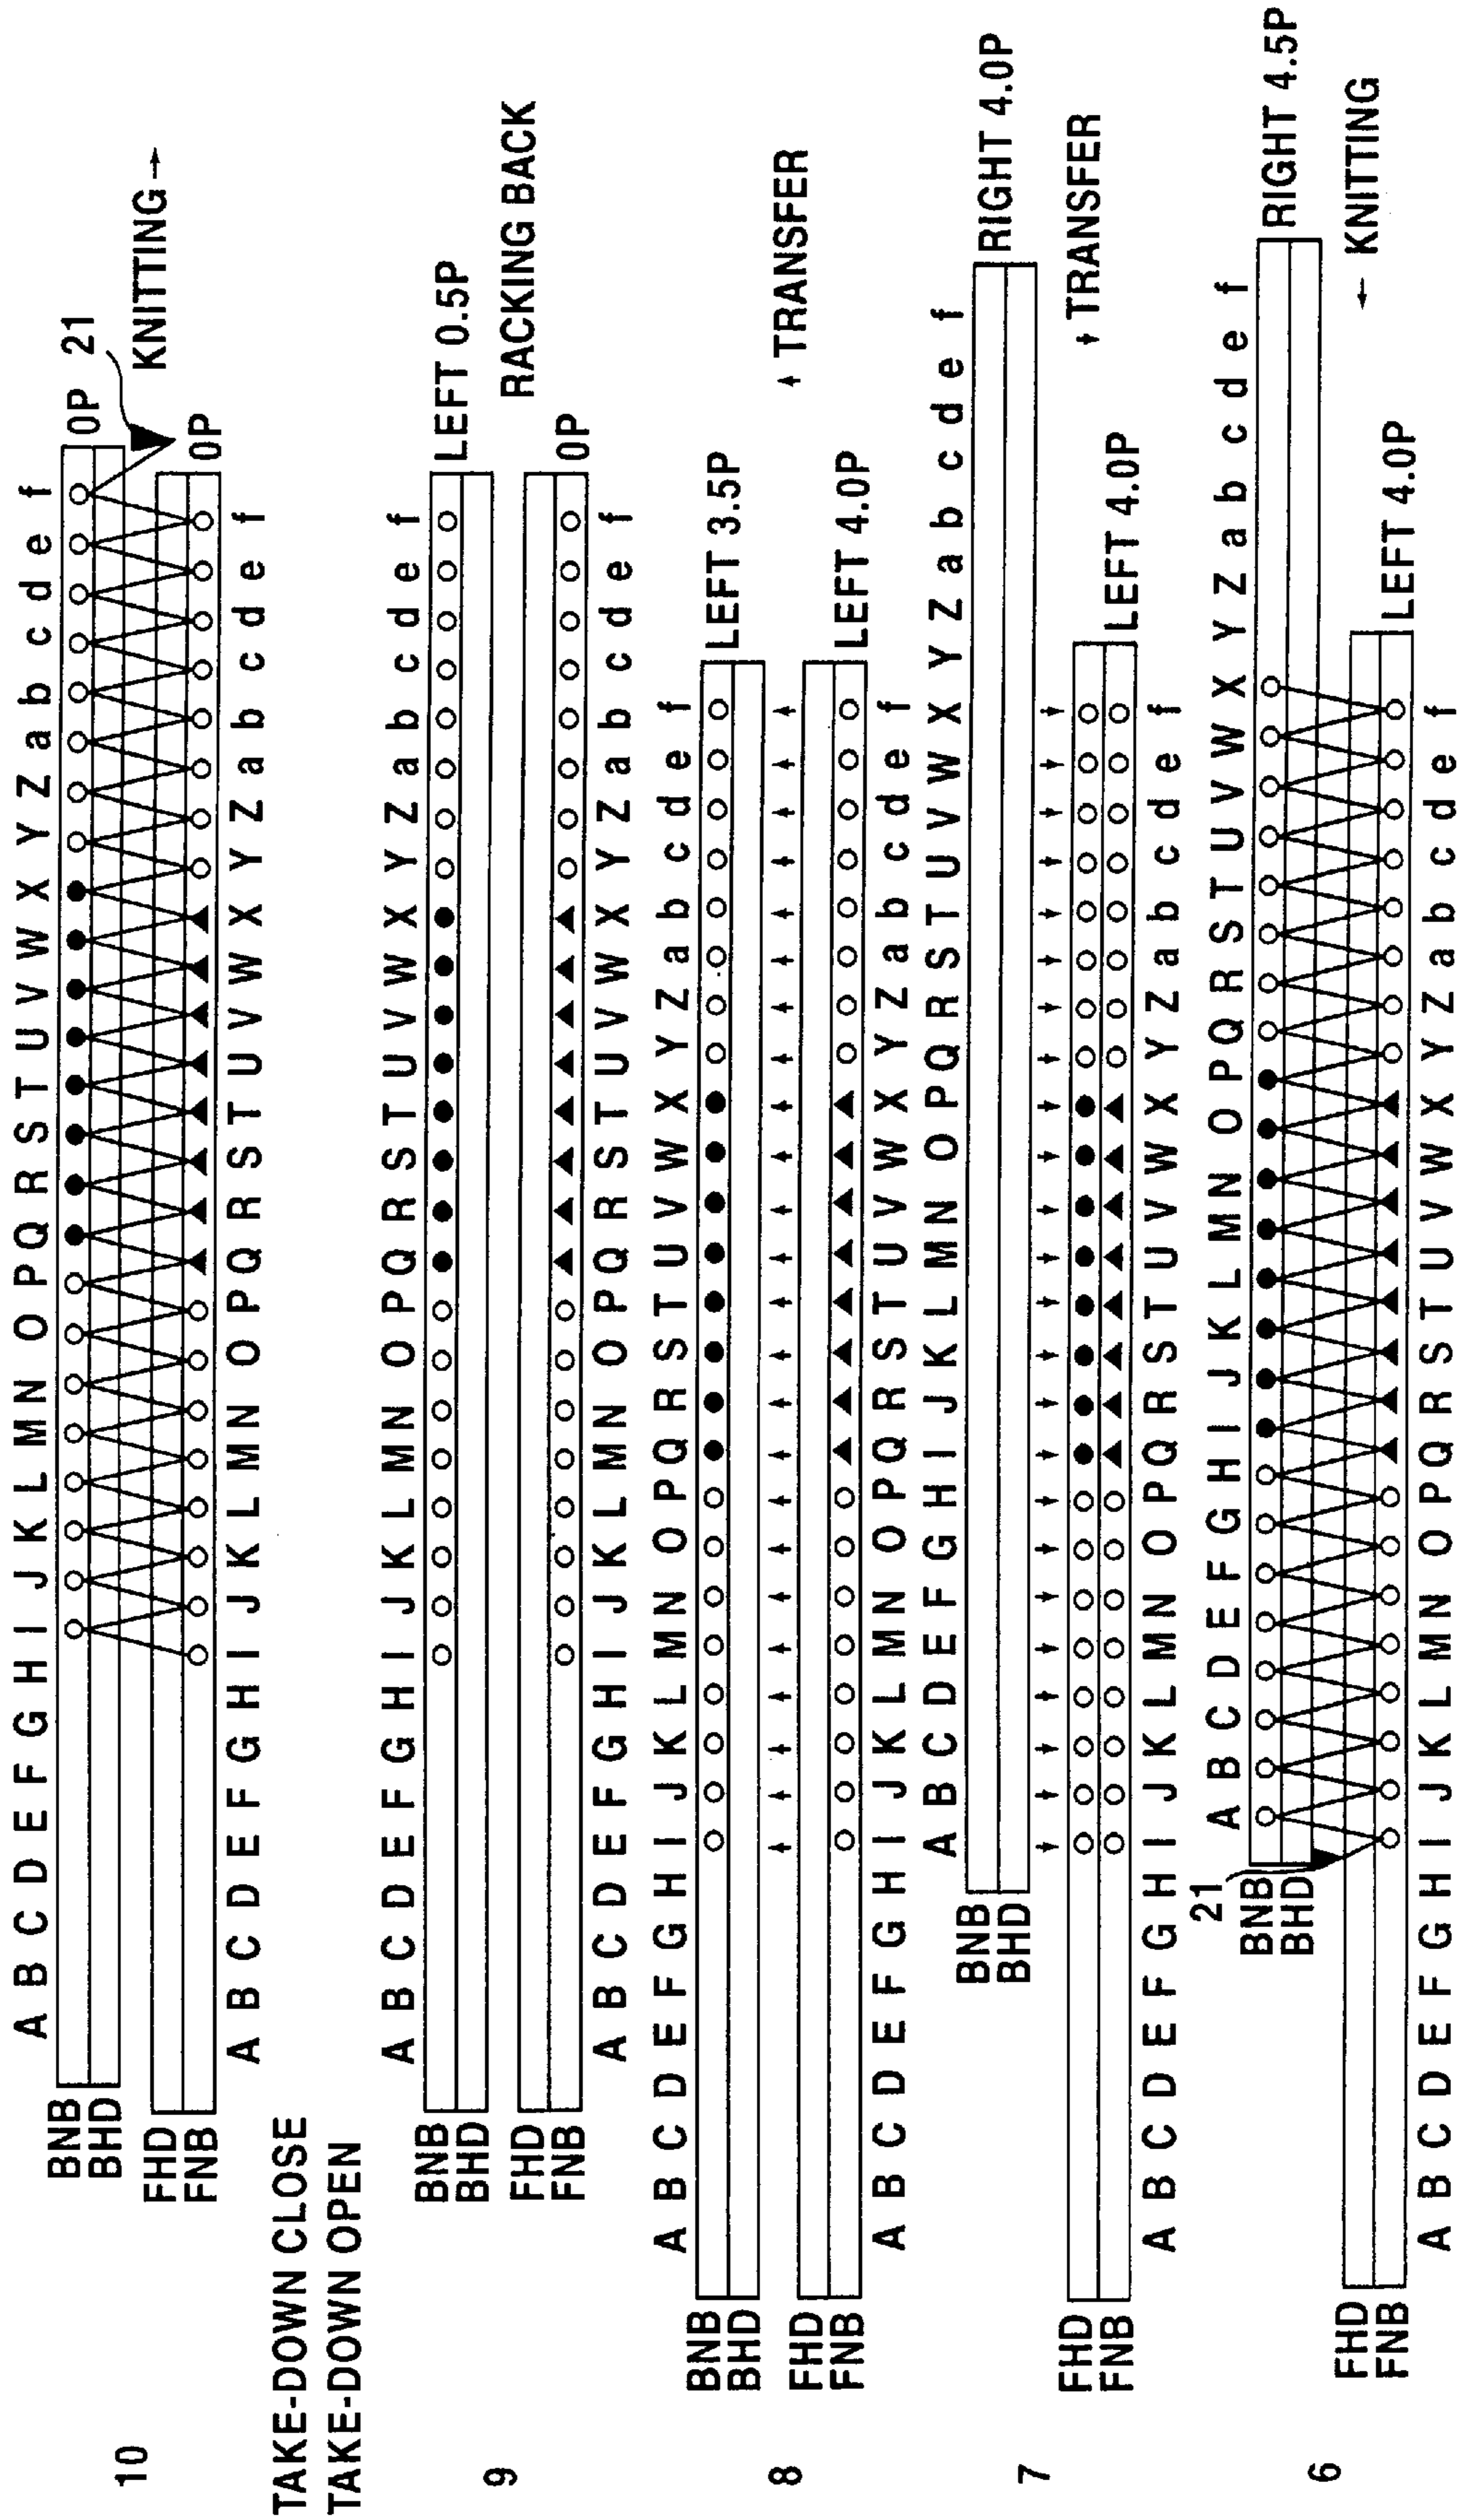 A B C D E F G H I J K L M N O P Q R S T U V W X Y Z a b c d e f
BNB
BHD
0P
21
10
KNITTING →
FHD
FNB
0P
A B C D E F G H I J K L M N O P Q R S T U V W X Y Z a b c d e f
TAKE-DOWN CLOSE
TAKE-DOWN OPEN
A B C D E F G H I J K L M N O P Q R S T U V W X Y Z a b c d e f
BNB
BHD
LEFT 0.5P
9
RACKING BACK
FHD
FNB
0P
A B C D E F G H I J K L M N O P Q R S T U V W X Y Z a b c d e f
A B C D E F G H I J K L M N O P Q R S T U V W X Y Z a b c d e f
BNB
BHD
LEFT 3.5P
8
↑ TRANSFER
FHD
FNB
LEFT 4.0P
A B C D E F G H I J K L M N O P Q R S T U V W X Y Z a b c d e f
A B C D E F G H I J K L M N O P Q R S T U V W X Y Z a b c d e f
BNB
BHD
RIGHT 4.0P
7
↓ TRANSFER
FHD
FNB
LEFT 4.0P
A B C D E F G H I J K L M N O P Q R S T U V W X Y Z a b c d e f
A B C D E F G H I J K L M N O P Q R S T U V W X Y Z a b c d e f
21
BNB
BHD
RIGHT 4.5P
6
← KNITTING
FHD
FNB
LEFT 4.0P
A B C D E F G H I J K L M N O P Q R S T U V W X Y Z a b c d e f